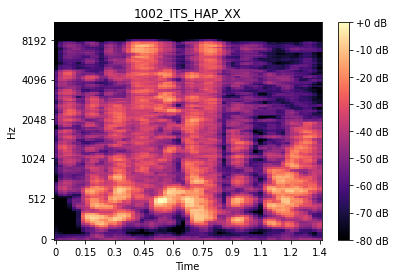 1002_ITS_HAP_XX
Hz
8192
4096
2048
1024
512
0
0 0.15 0.3 0.45 0.6 0.75 0.9 1.1 1.2 1.4
Time
+0 dB
-10 dB
-20 dB
-30 dB
-40 dB
-50 dB
-60 dB
-70 dB
-80 dB